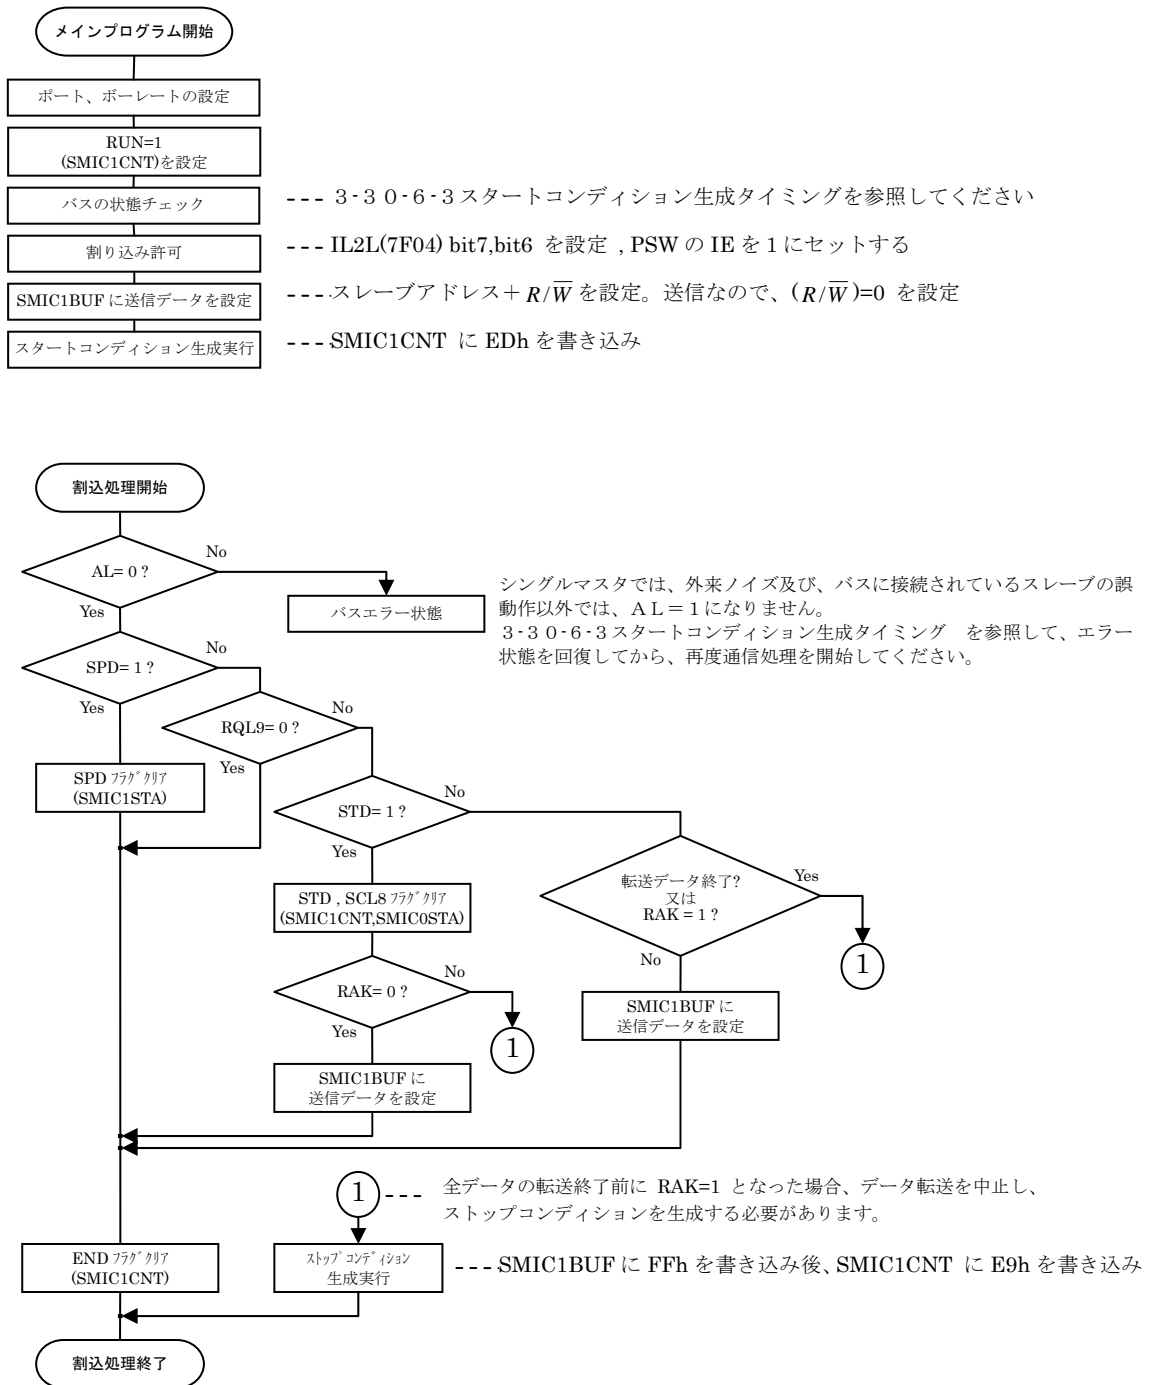 メインプログラム開始
ポート、ボーレートの設定
RUN=1
(SMIC1CNT)を設定
バスの状態チェック
--- 3-30-6-3スタートコンディション生成タイミングを参照してください
割り込み許可
--- IL2L(7F04) bit7,bit6 を設定 , PSW の IE を 1 にセットする
SMIC1BUF に送信データを設定
--- スレーブアドレス＋ R/W̅ を設定。送信なので、(R/W̅)=0 を設定
スタートコンディション生成実行
--- SMIC1CNT に EDh を書き込み
割込処理開始
AL= 0 ?
No
Yes
バスエラー状態
シングルマスタでは、外来ノイズ及び、バスに接続されているスレーブの誤
動作以外では、ＡＬ＝１になりません。
3-30-6-3スタートコンディション生成タイミング　を参照して、エラー
状態を回復してから、再度通信処理を開始してください。
SPD= 1 ?
No
Yes
RQL9= 0 ?
No
Yes
SPD ﾌﾗｸﾞｸﾘｱ
(SMIC1STA)
STD= 1 ?
No
Yes
転送データ終了?
又は
RAK = 1 ?
Yes
No
STD , SCL8 ﾌﾗｸﾞｸﾘｱ
(SMIC1CNT,SMIC0STA)
1
RAK= 0 ?
No
Yes
1
SMIC1BUF に
送信データを設定
SMIC1BUF に
送信データを設定
1
--- 全データの転送終了前に RAK=1 となった場合、データ転送を中止し、
ストップコンディションを生成する必要があります。
END ﾌﾗｸﾞｸﾘｱ
(SMIC1CNT)
ｽﾄｯﾌﾟｺﾝﾃﾞｨｼｮﾝ
生成実行
--- SMIC1BUF に FFh を書き込み後、SMIC1CNT に E9h を書き込み
割込処理終了